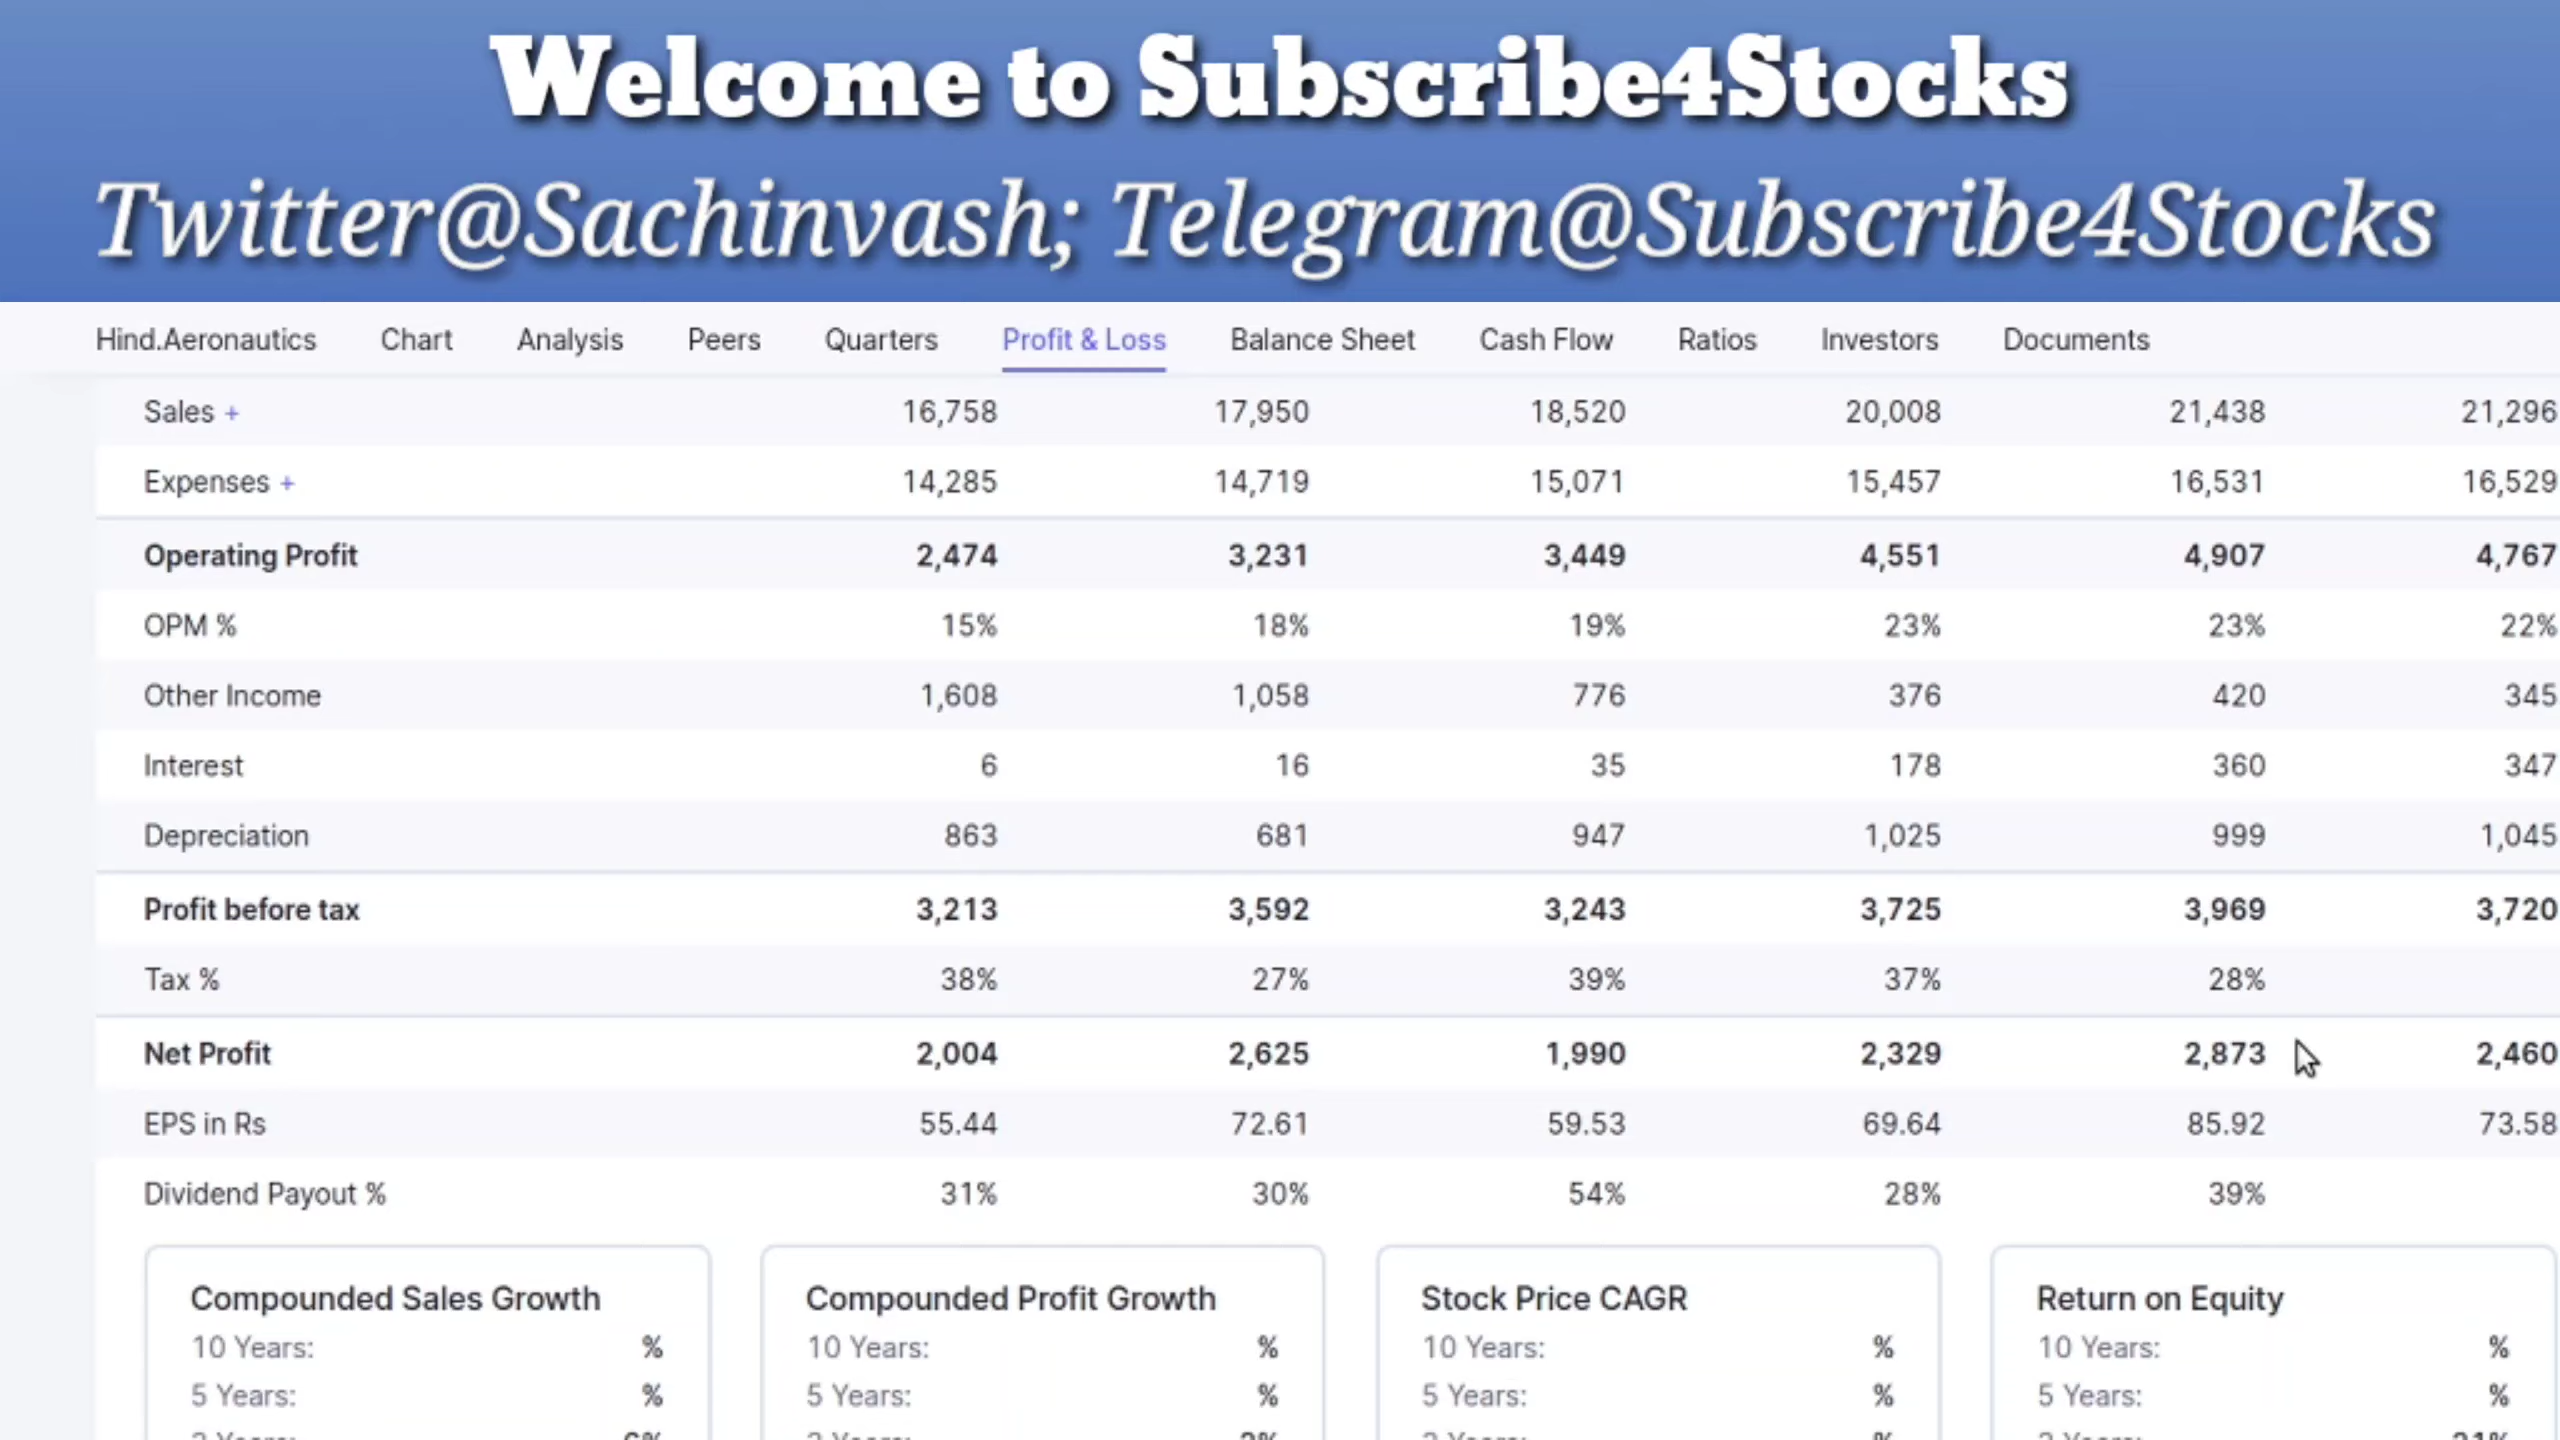 Welcome to Subscribe4Stocks
Twitter@Sachinvash; Telegram@Subscribe4Stocks
Hind.Aeronautics Chart Analysis Peers Quarters Profit & Loss Balance Sheet Cash Flow Ratios Investors Documents
Sales + 16,758 17,950 18,520 20,008 21,438 21,296
Expenses + 14,285 14,719 15,071 15,457 16,531 16,529
Operating Profit 2,474 3,231 3,449 4,551 4,907 4,767
OPM % 15% 18% 19% 23% 23% 22%
Other Income 1,608 1,058 776 376 420 345
Interest 6 16 35 178 360 347
Depreciation 863 681 947 1,025 999 1,045
Profit before tax 3,213 3,592 3,243 3,725 3,969 3,720
Tax % 38% 27% 39% 37% 28%
Net Profit 2,004 2,625 1,990 2,329 2,873 2,460
EPS in Rs 55.44 72.61 59.53 69.64 85.92 73.58
Dividend Payout % 31% 30% 54% 28% 39%
Compounded Sales Growth Compounded Profit Growth Stock Price CAGR Return on Equity
10 Years: % 10 Years: % 10 Years: % 10 Years: %
5 Years: % 5 Years: % 5 Years: % 5 Years: %